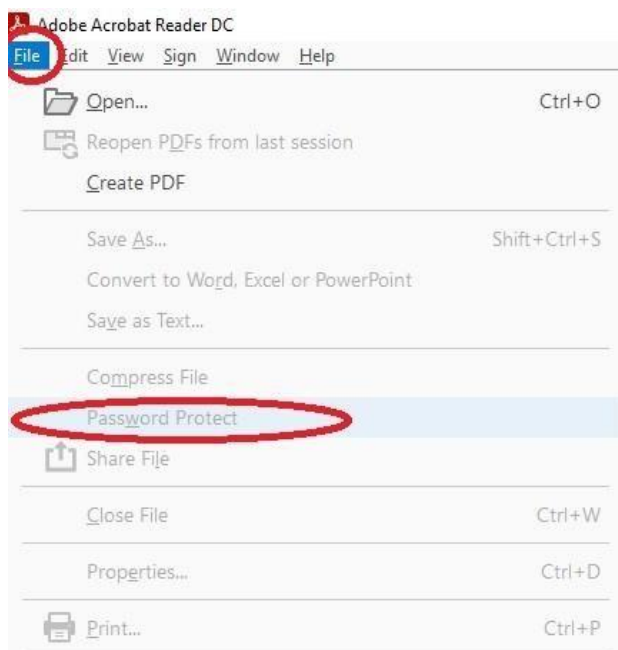 Adobe Acrobat Reader DC
File Edit View Sign Window Help
Open... Ctrl+O
Reopen PDFs from last session
Create PDF
Save As... Shift+Ctrl+S
Convert to Word, Excel or PowerPoint
Save as Text...
Compress File
Password Protect
Share File
Close File Ctrl+W
Properties... Ctrl+D
Print... Ctrl+P